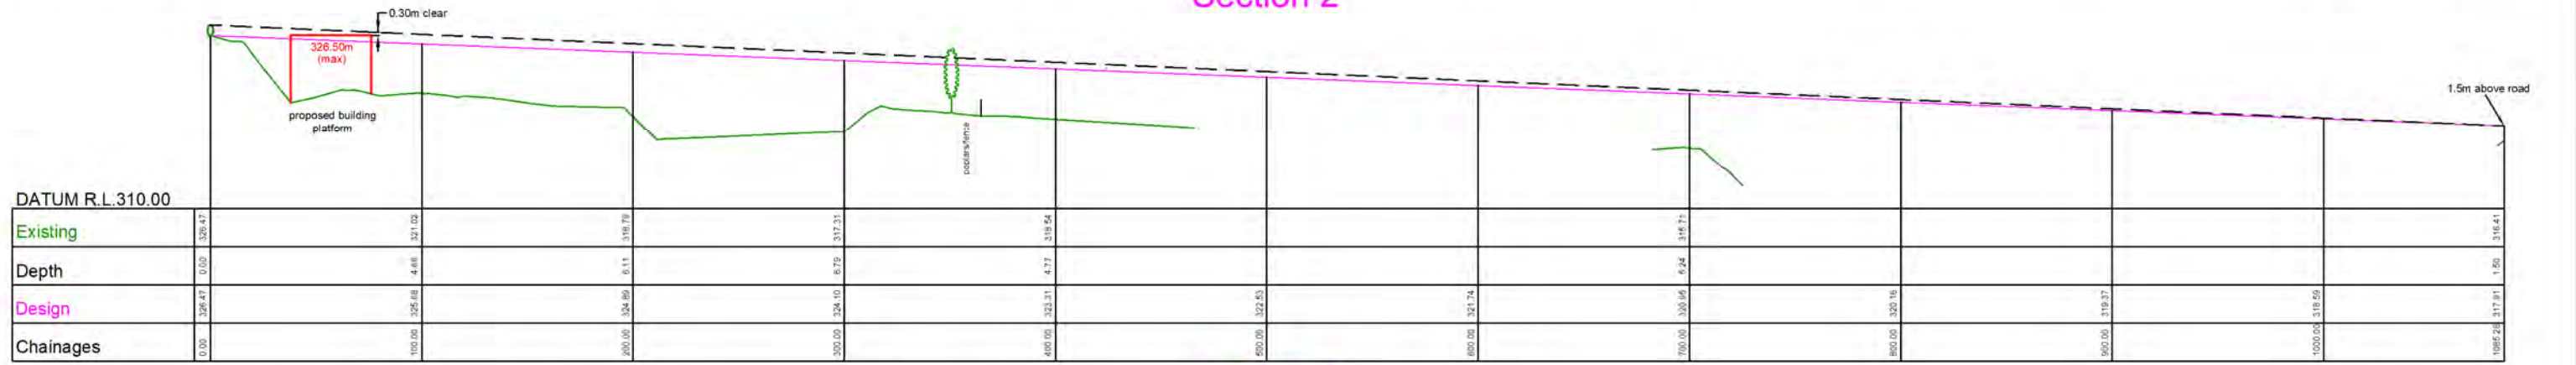 Section 2
0.30m clear
326.50m
(max)
proposed building
platform
poplars/fence
1.5m above road
DATUM R.L.310.00
Existing 326.47 321.02 318.79 317.31 318.54 315.71 316.41
Depth 0.00 4.66 6.11 6.79 4.77 5.24 1.50
Design 326.47 325.68 324.89 324.10 323.31 322.53 321.74 320.95 320.16 319.37 318.59 317.91
Chainages 0.00 100.00 200.00 300.00 400.00 500.00 600.00 700.00 800.00 900.00 1000.00 1085.28